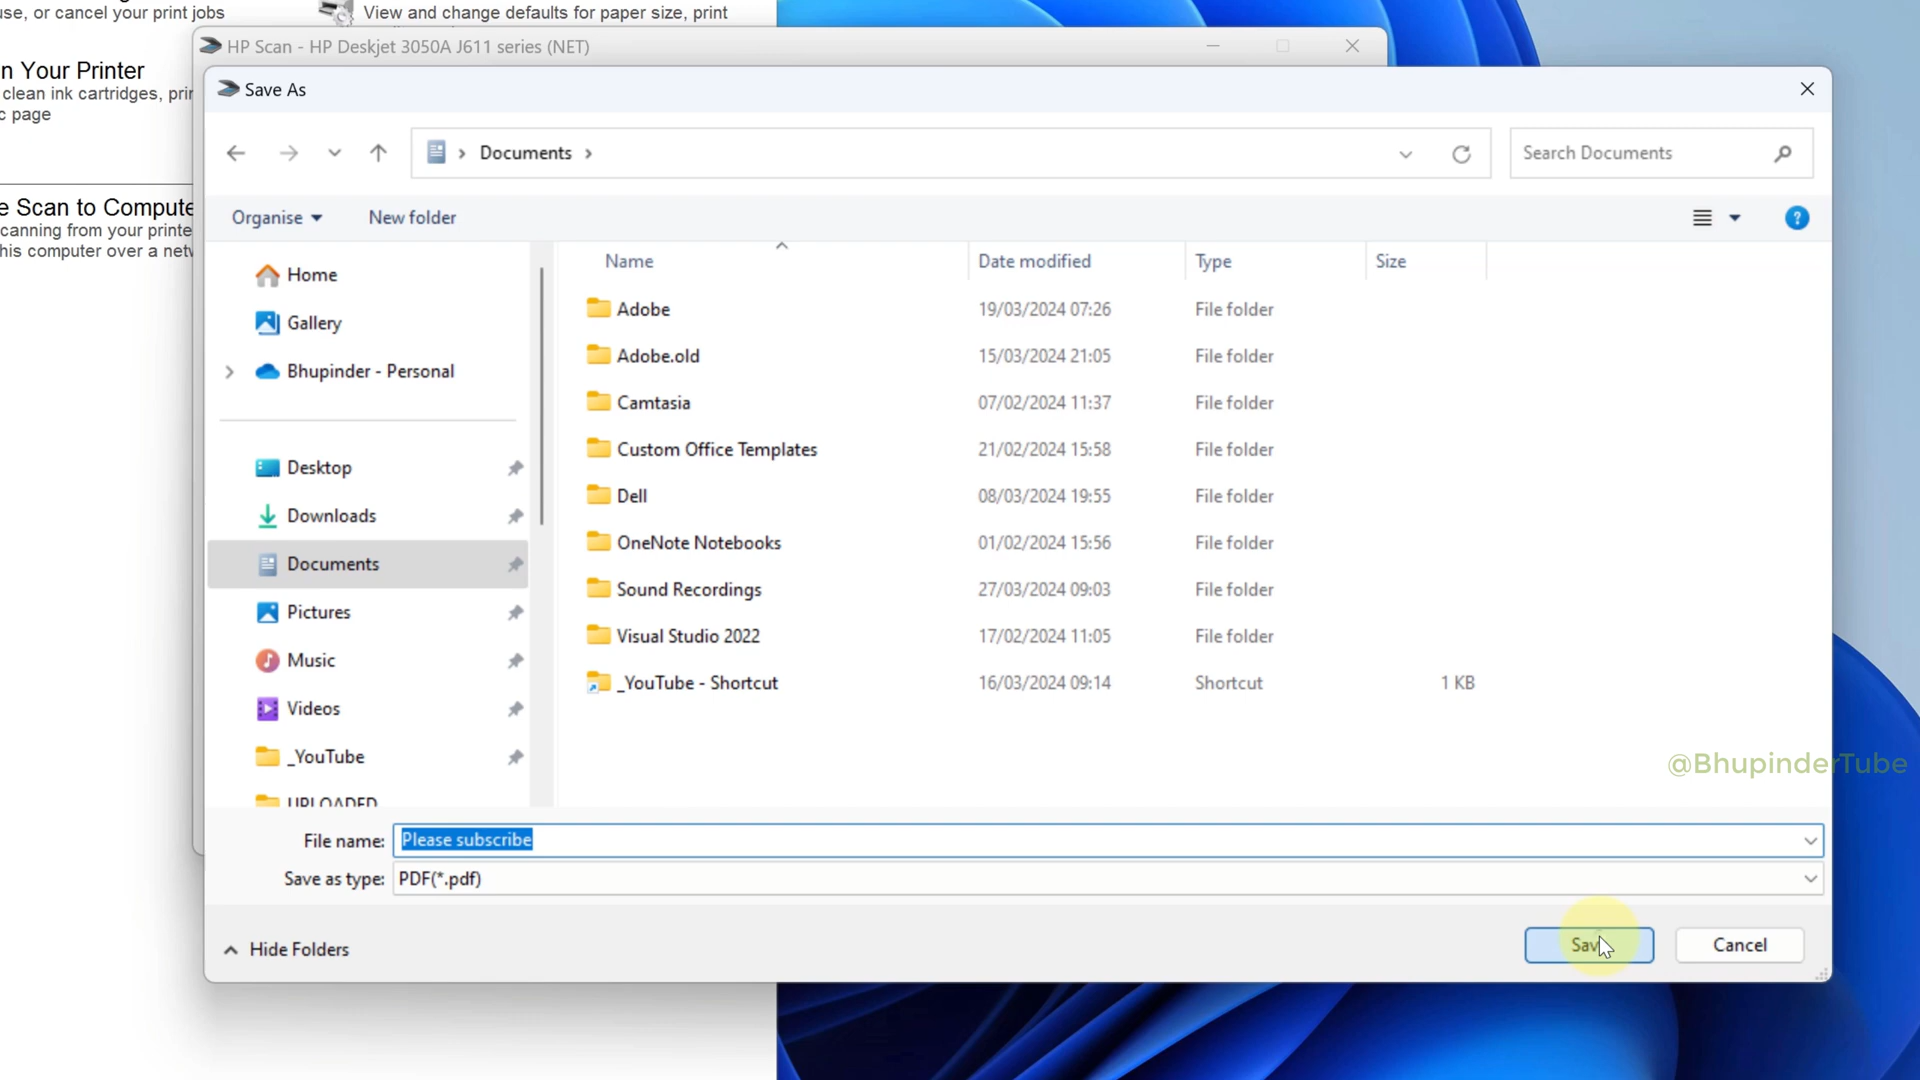 use, or cancel your print jobs
View and change defaults for paper size, print
HP Scan - HP Deskjet 3050A J611 series (NET)
n Your Printer
clean ink cartridges, prin
c page
Save As
Documents
Search Documents
e Scan to Compute
canning from your printe
his computer over a netw
Organise
New folder
Name
Date modified
Type
Size
Home
Gallery
Bhupinder - Personal
Desktop
Downloads
Documents
Pictures
Music
Videos
_YouTube
UPLOADED
Adobe 19/03/2024 07:26 File folder
Adobe.old 15/03/2024 21:05 File folder
Camtasia 07/02/2024 11:37 File folder
Custom Office Templates 21/02/2024 15:58 File folder
Dell 08/03/2024 19:55 File folder
OneNote Notebooks 01/02/2024 15:56 File folder
Sound Recordings 27/03/2024 09:03 File folder
Visual Studio 2022 17/02/2024 11:05 File folder
_YouTube - Shortcut 16/03/2024 09:14 Shortcut 1 KB
@BhupinderTube
File name: Please subscribe
Save as type: PDF(*.pdf)
Hide Folders
Save
Cancel